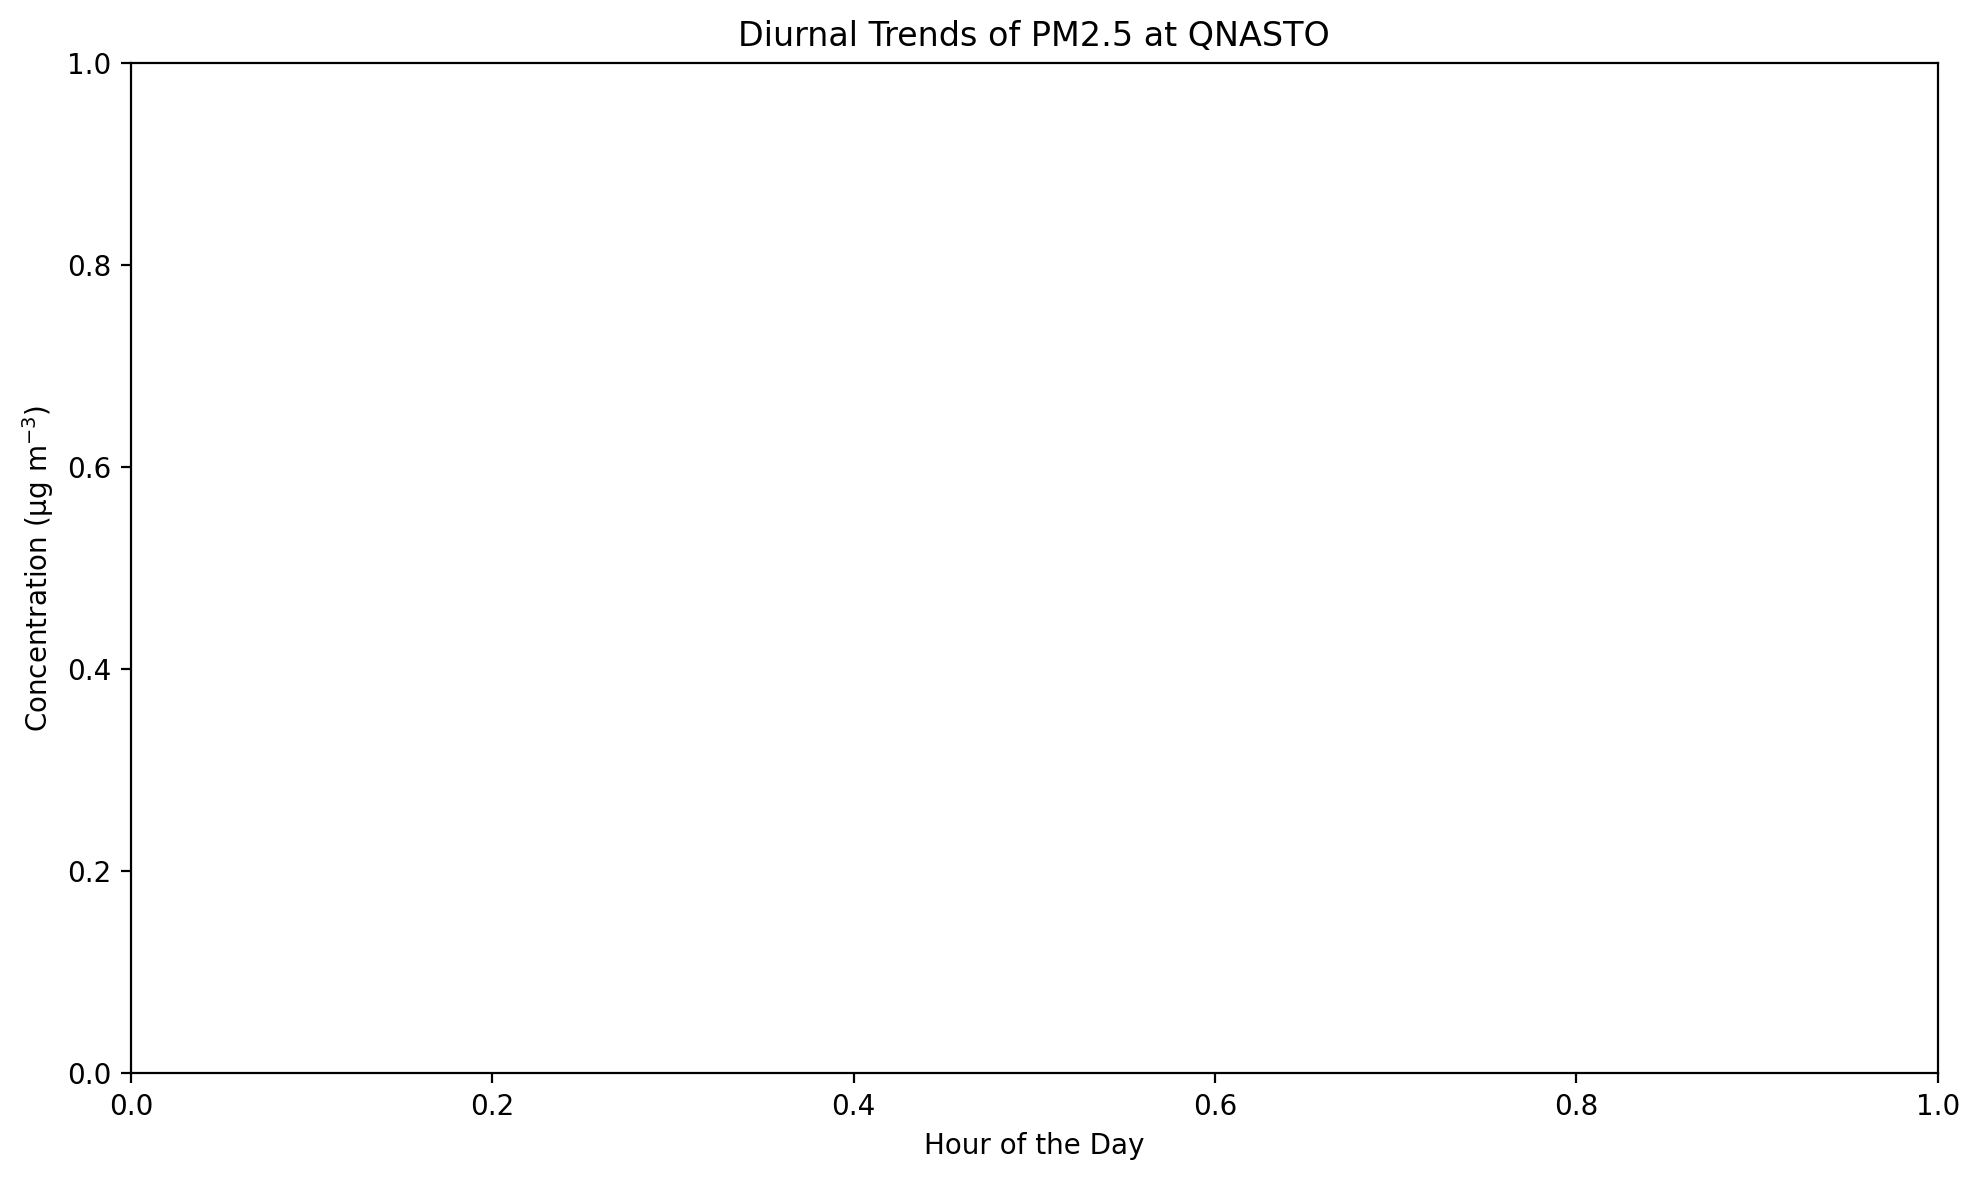 Diurnal Trends of PM2.5 at QNASTO
1.0
0.8
0.6
0.4
0.2
0.0
Concentration (µg m⁻³)
0.0 0.2 0.4 0.6 0.8 1.0
Hour of the Day